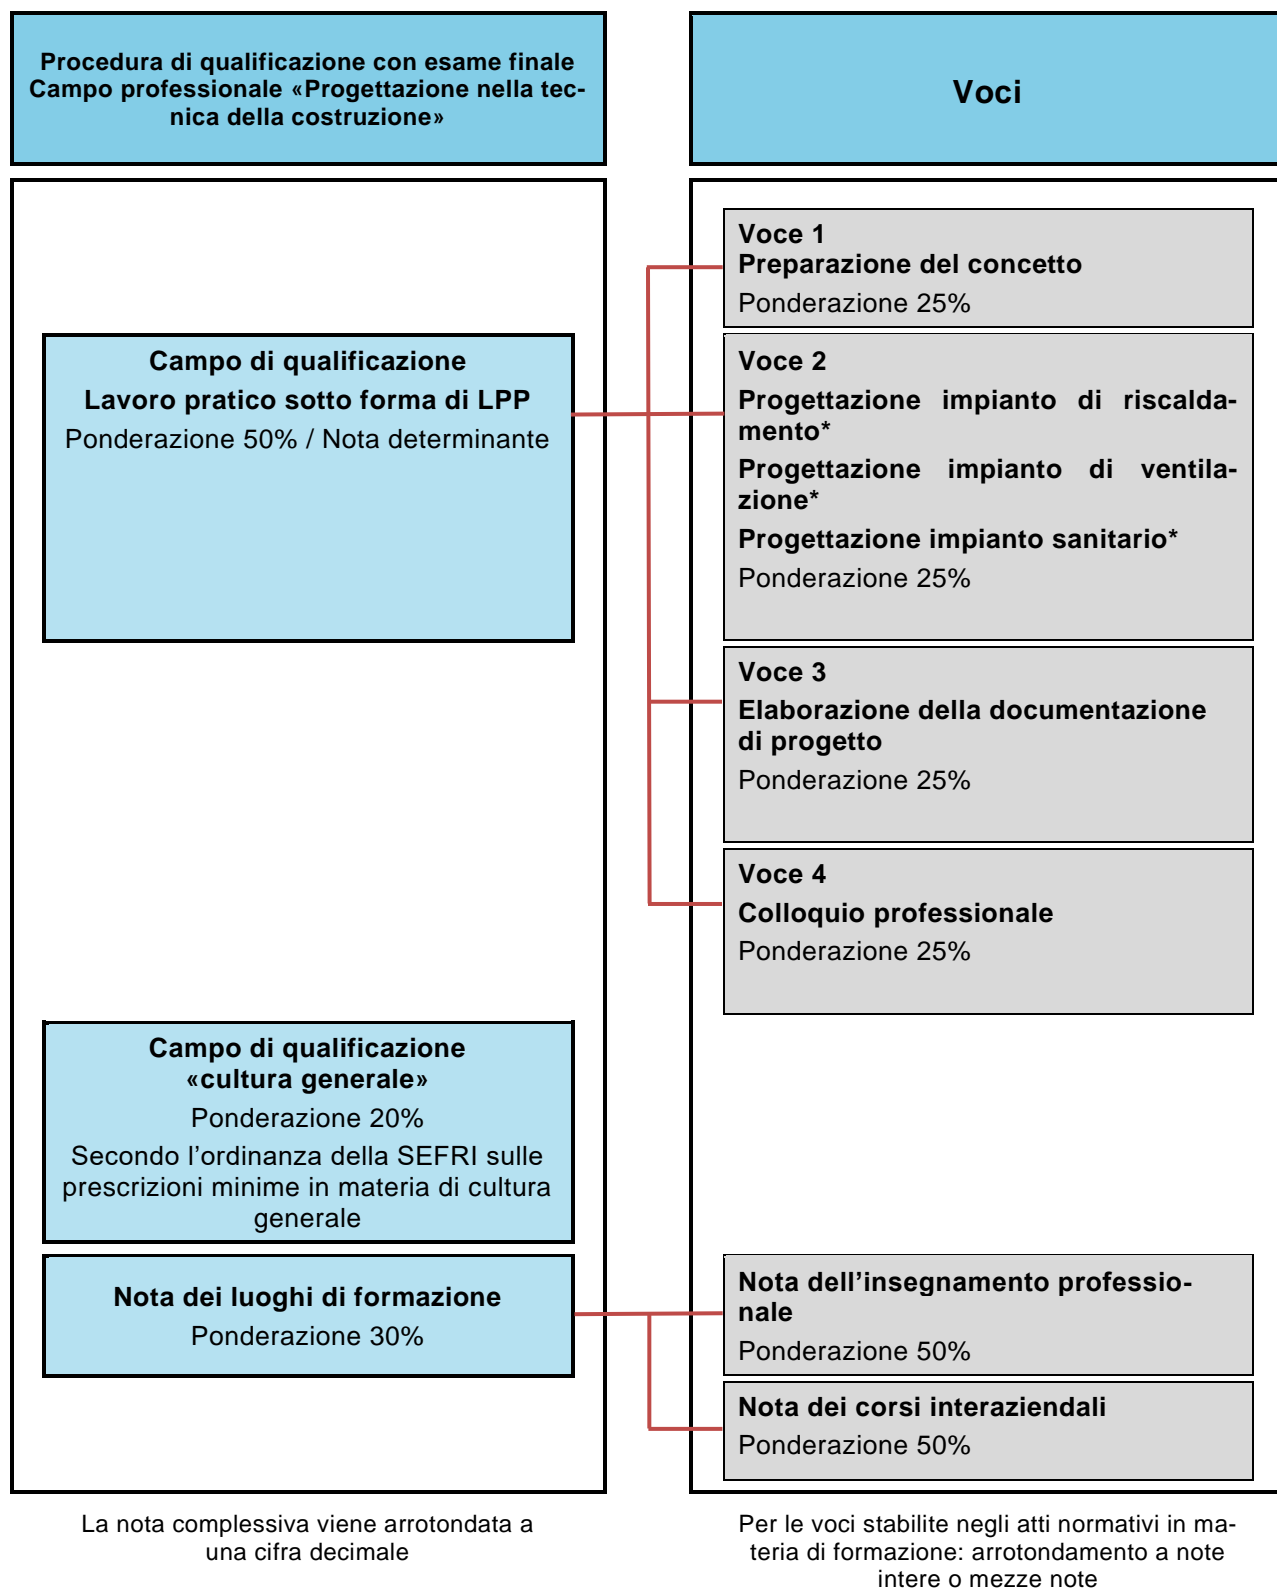 Procedura di qualificazione con esame finale
Campo professionale «Progettazione nella tec-
nica della costruzione»
Voci
Campo di qualificazione
Lavoro pratico sotto forma di LPP
Ponderazione 50% / Nota determinante
Voce 1
Preparazione del concetto
Ponderazione 25%
Voce 2
Progettazione impianto di riscalda-
mento*
Progettazione impianto di ventila-
zione*
Progettazione impianto sanitario*
Ponderazione 25%
Voce 3
Elaborazione della documentazione
di progetto
Ponderazione 25%
Voce 4
Colloquio professionale
Ponderazione 25%
Campo di qualificazione
«cultura generale»
Ponderazione 20%
Secondo l’ordinanza della SEFRI sulle
prescrizioni minime in materia di cultura
generale
Nota dei luoghi di formazione
Ponderazione 30%
Nota dell’insegnamento professio-
nale
Ponderazione 50%
Nota dei corsi interaziendali
Ponderazione 50%
La nota complessiva viene arrotondata a
una cifra decimale
Per le voci stabilite negli atti normativi in ma-
teria di formazione: arrotondamento a note
intere o mezze note